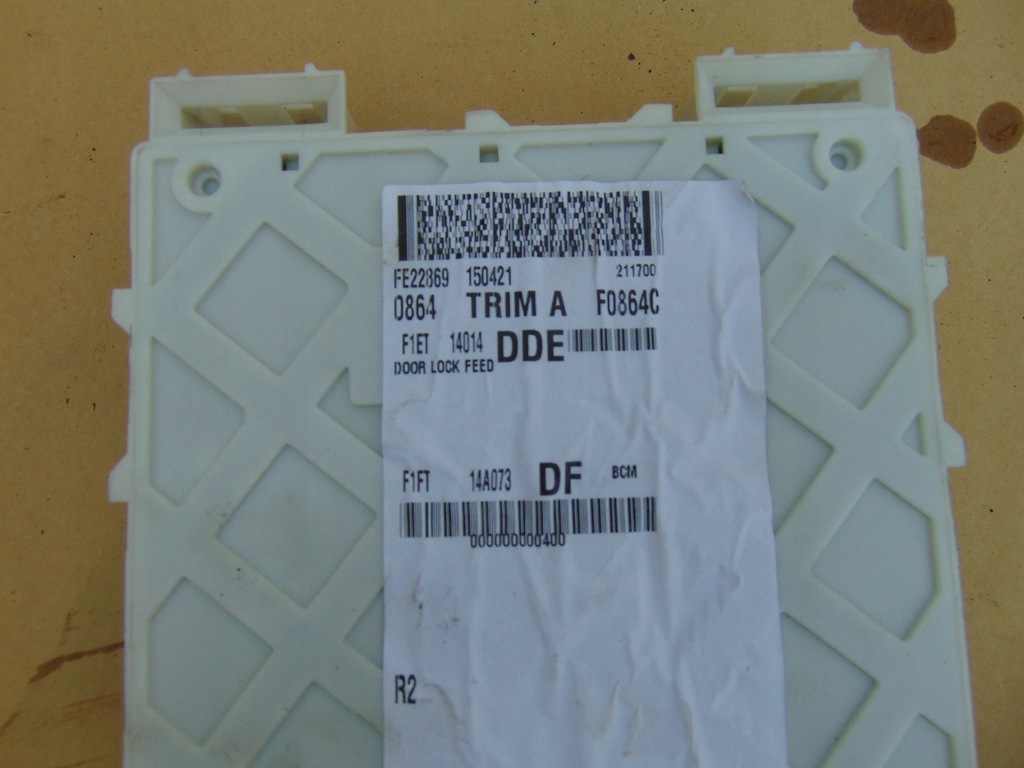 FE22869 150421 211700
0864 TRIM A F0864C
F1ET 14014 DDE
DOOR LOCK FEED
F1FT 14A073 DF BCM
000000000400
R2